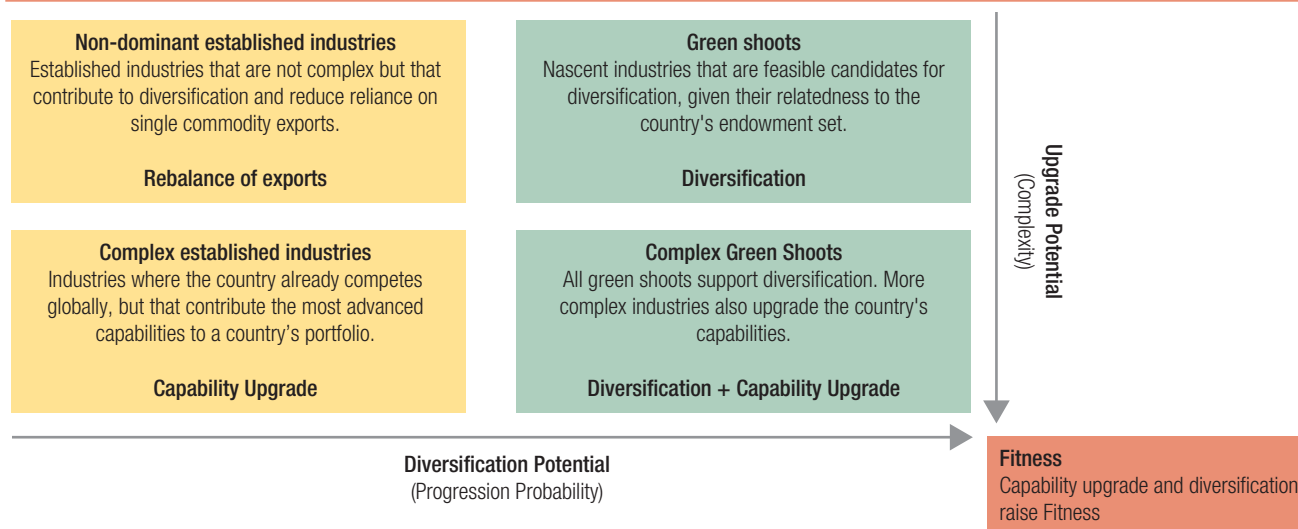 Non-dominant established industries
Established industries that are not complex but that
contribute to diversification and reduce reliance on
single commodity exports.
Rebalance of exports
Green shoots
Nascent industries that are feasible candidates for
diversification, given their relatedness to the
country's endowment set.
Diversification
Complex established industries
Industries where the country already competes
globally, but that contribute the most advanced
capabilities to a country’s portfolio.
Capability Upgrade
Complex Green Shoots
All green shoots support diversification. More
complex industries also upgrade the country's
capabilities.
Diversification + Capability Upgrade
Upgrade Potential
(Complexity)
Diversification Potential
(Progression Probability)
Fitness
Capability upgrade and diversification
raise Fitness